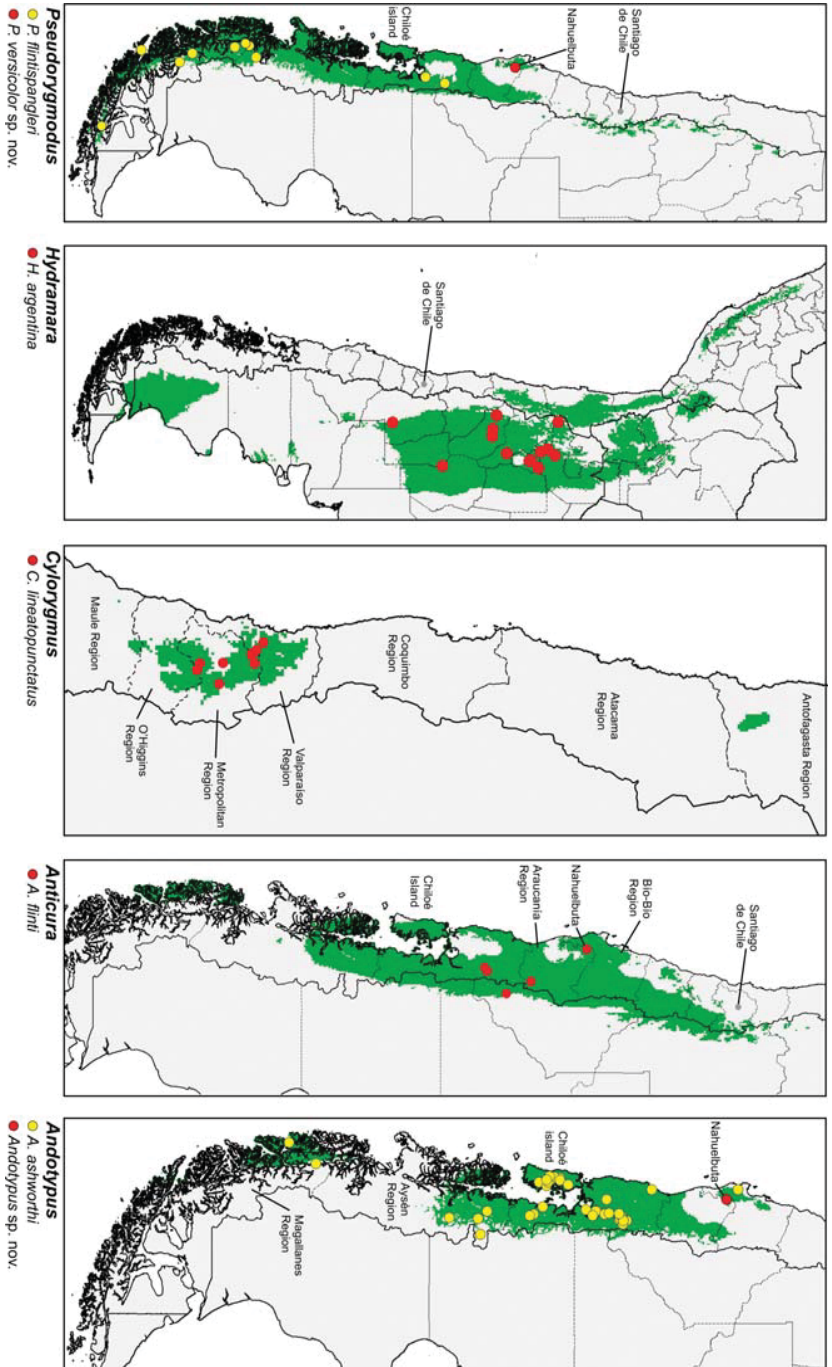 Pseudorygmodus
P. flintispangleri
P. versicolor sp. nov.
Chiloé
island
Nahuelbuta
Santiago
de Chile
Hydramara
H. argentina
Santiago
de Chile
Cylorygmus
C. lineatopunctatus
Maule Region
O'Higgins
Region
Metropolitan
Region
Valparaíso
Region
Coquimbo
Region
Atacama
Region
Antofagasta Region
Anticura
A. flinti
Chiloé
Island
Araucanía
Region
Nahuelbuta
Bío-Bío
Region
Santiago
de Chile
Andotypus
A. ashworthi
Andotypus sp. nov.
Magallanes
Region
Aysén
Region
Chiloé
island
Nahuelbuta